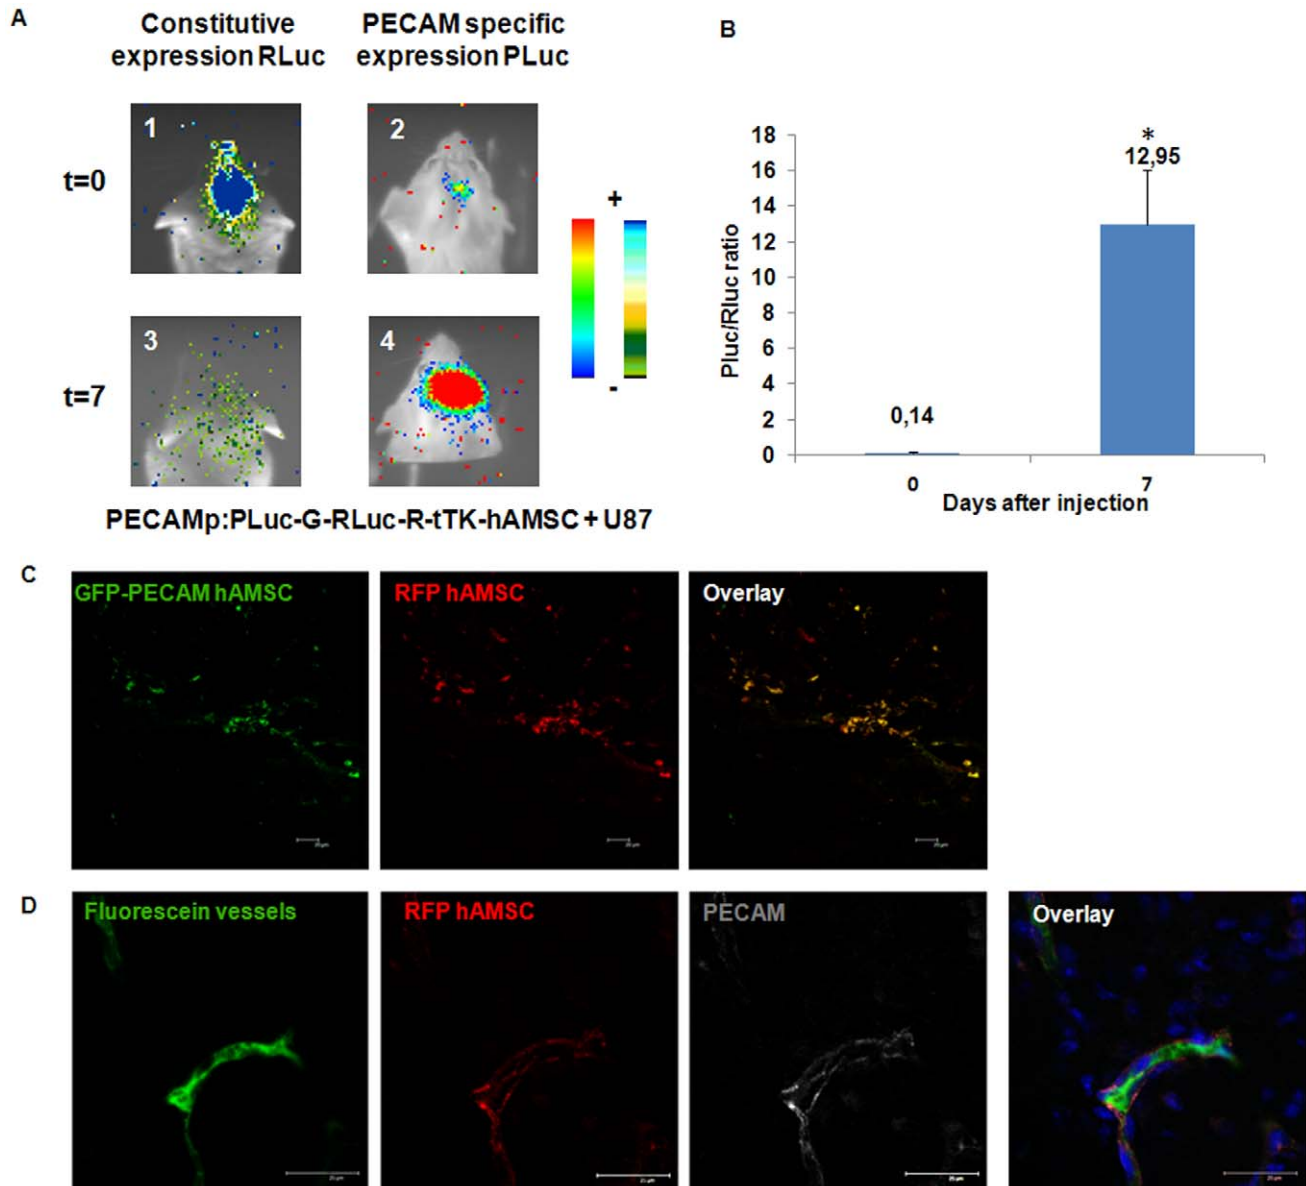 A
Constitutive
expression RLuc
PECAM specific
expression PLuc
t=0
1
2
+
-
t=7
3
4
PECAMp:PLuc-G-RLuc-R-tTK-hAMSC + U87
B
Pluc/Rluc ratio
18
16
14
12
10
8
6
4
2
0
0,14
*
12,95
0
7
Days after injection
C
GFP-PECAM hAMSC
RFP hAMSC
Overlay
D
Fluorescein vessels
RFP hAMSC
PECAM
Overlay